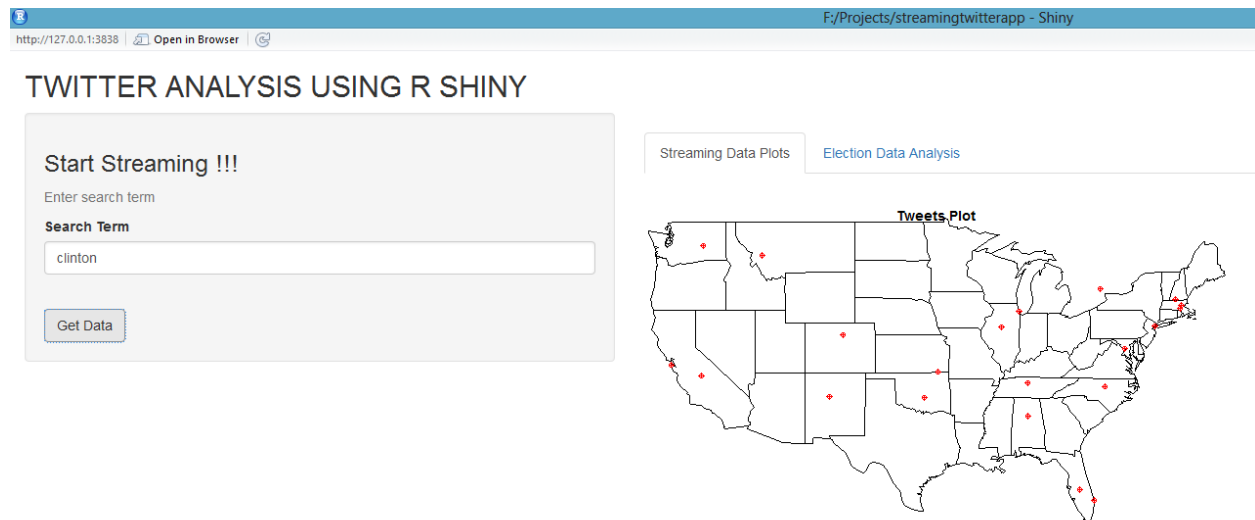 R
F:/Projects/streamingtwitterapp - Shiny
http://127.0.0.1:3838 Open in Browser
TWITTER ANALYSIS USING R SHINY
Start Streaming !!!
Enter search term
Search Term
clinton
Get Data
Streaming Data Plots Election Data Analysis
Tweets Plot